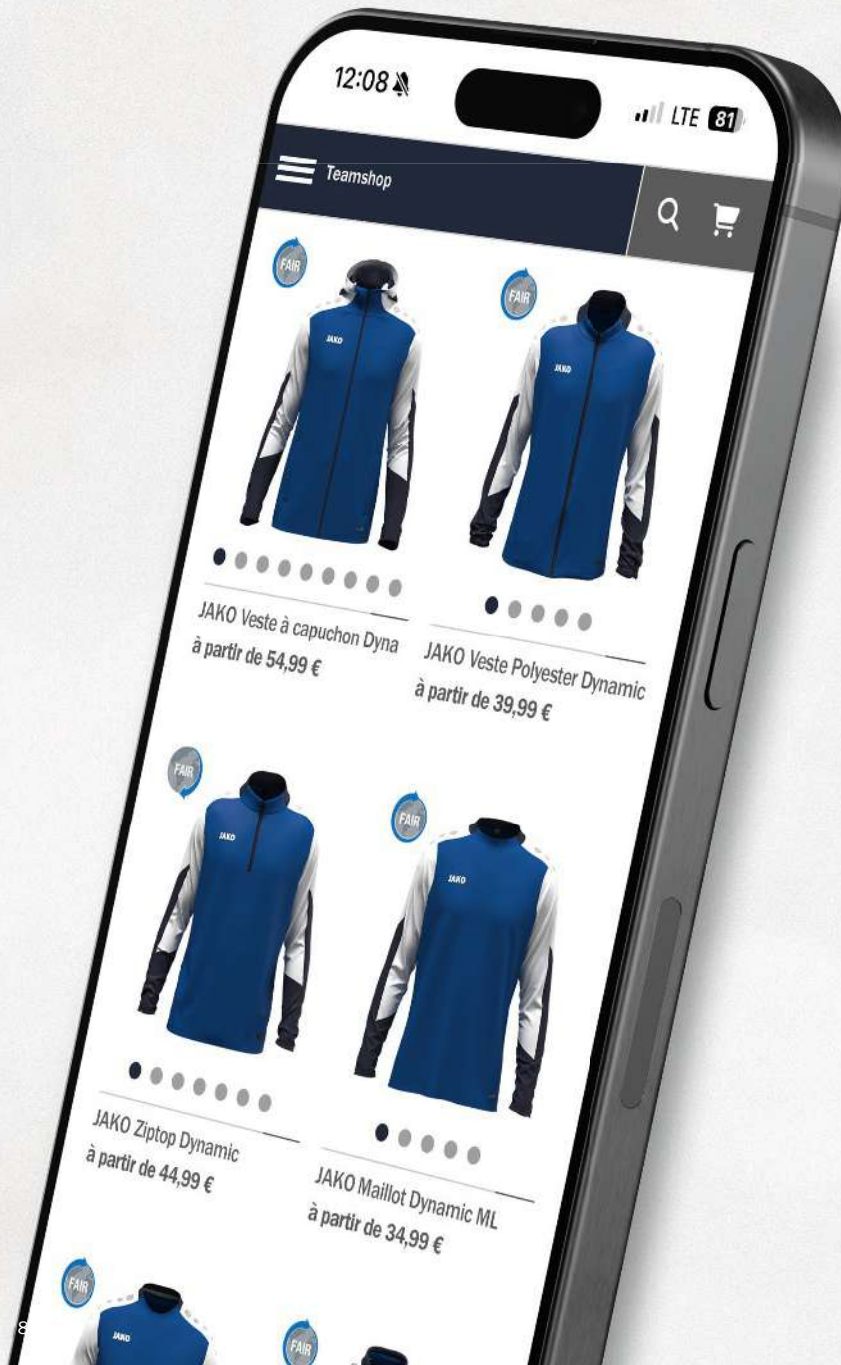 12:08
LTE 81
Teamshop
FAIR
JAKO
FAIR
JAKO
JAKO Veste à capuchon Dyna
à partir de 54,99 €
JAKO Veste Polyester Dynamic
à partir de 39,99 €
FAIR
JAKO
FAIR
JAKO
JAKO Ziptop Dynamic
à partir de 44,99 €
JAKO Maillot Dynamic ML
à partir de 34,99 €
FAIR
JAKO
FAIR
8